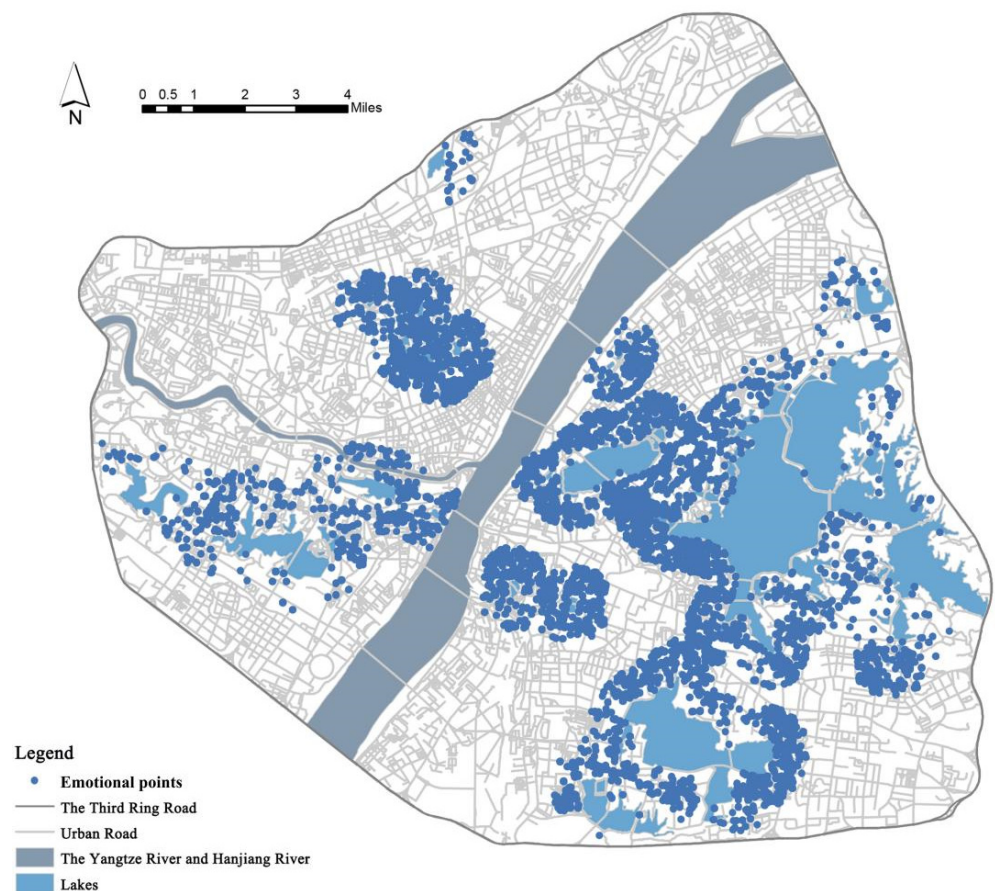 0 0.5 1 2 3 4
Miles
N
Legend
Emotional points
The Third Ring Road
Urban Road
The Yangtze River and Hanjiang River
Lakes